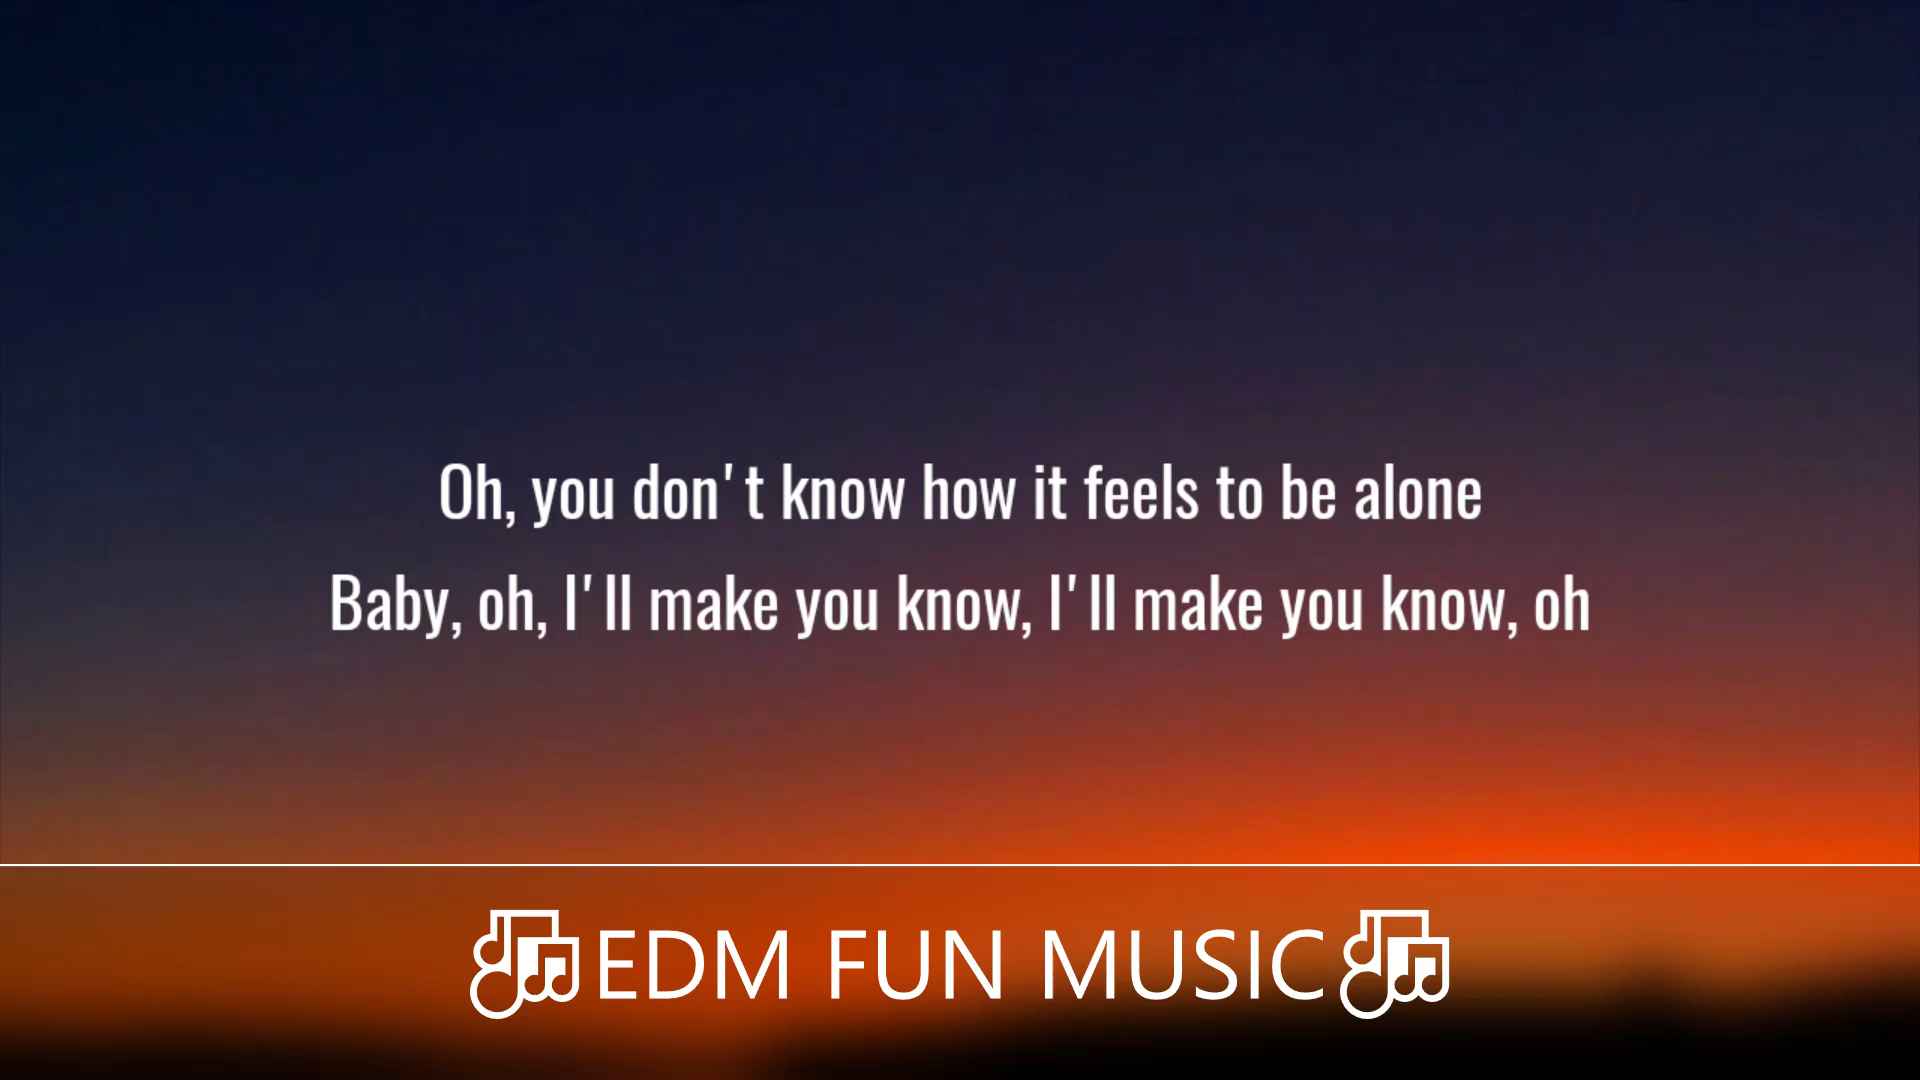 Oh, you don't know how it feels to be alone
Baby, oh, I'll make you know, I'll make you know, oh
EDM FUN MUSIC